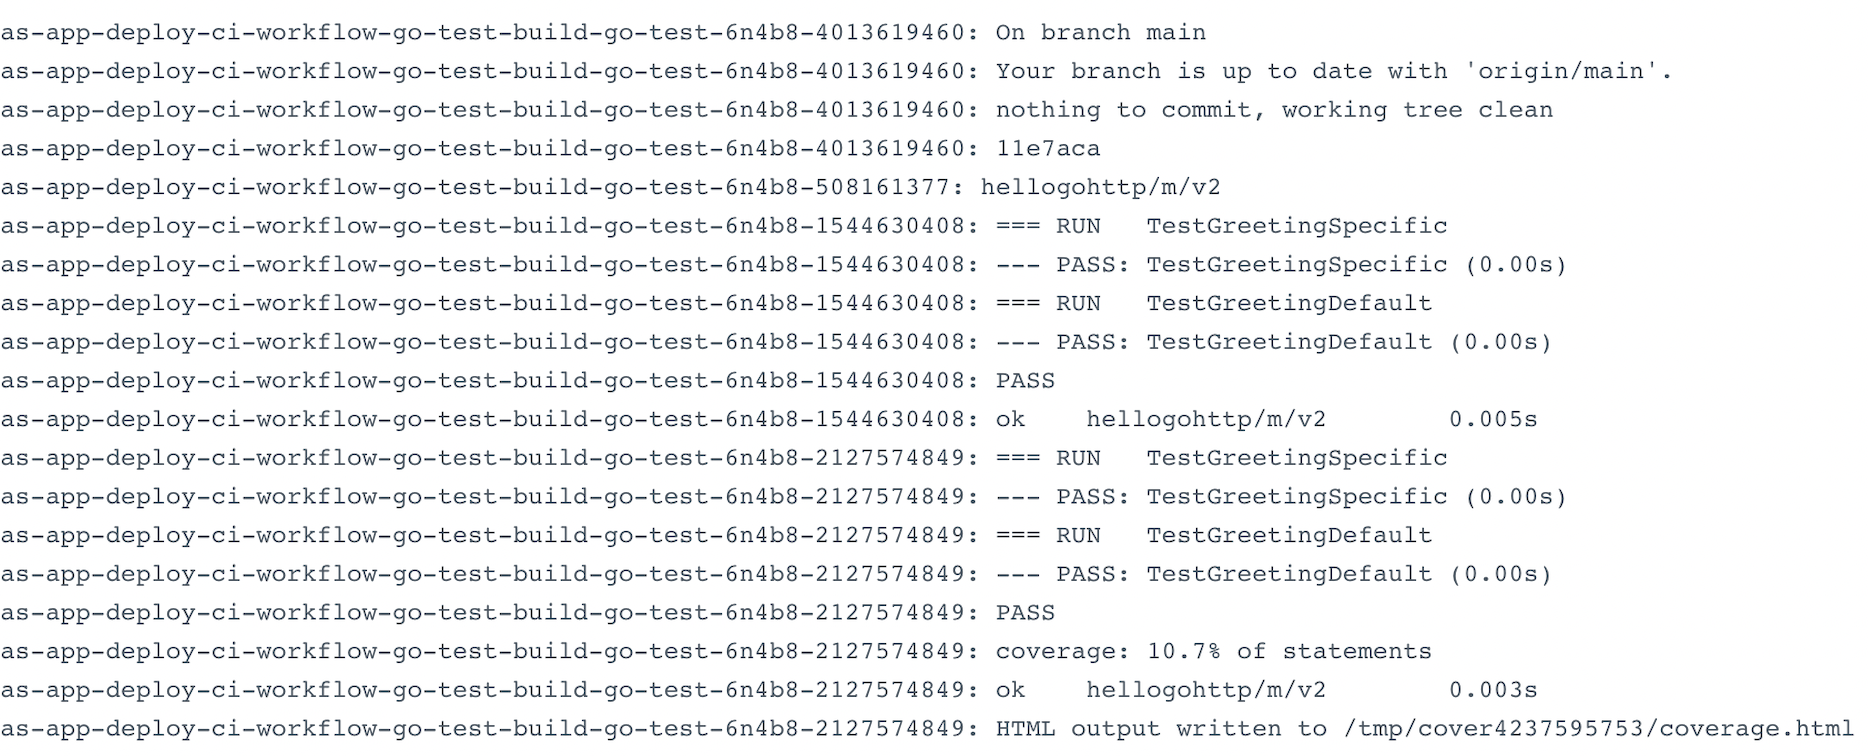 as-app-deploy-ci-workflow-go-test-build-go-test-6n4b8-4013619460: On branch main
as-app-deploy-ci-workflow-go-test-build-go-test-6n4b8-4013619460: Your branch is up to date with 'origin/main'.
as-app-deploy-ci-workflow-go-test-build-go-test-6n4b8-4013619460: nothing to commit, working tree clean
as-app-deploy-ci-workflow-go-test-build-go-test-6n4b8-4013619460: 11e7aca
as-app-deploy-ci-workflow-go-test-build-go-test-6n4b8-508161377: hellogohttp/m/v2
as-app-deploy-ci-workflow-go-test-build-go-test-6n4b8-1544630408: === RUN   TestGreetingSpecific
as-app-deploy-ci-workflow-go-test-build-go-test-6n4b8-1544630408: --- PASS: TestGreetingSpecific (0.00s)
as-app-deploy-ci-workflow-go-test-build-go-test-6n4b8-1544630408: === RUN   TestGreetingDefault
as-app-deploy-ci-workflow-go-test-build-go-test-6n4b8-1544630408: --- PASS: TestGreetingDefault (0.00s)
as-app-deploy-ci-workflow-go-test-build-go-test-6n4b8-1544630408: PASS
as-app-deploy-ci-workflow-go-test-build-go-test-6n4b8-1544630408: ok    hellogohttp/m/v2        0.005s
as-app-deploy-ci-workflow-go-test-build-go-test-6n4b8-2127574849: === RUN   TestGreetingSpecific
as-app-deploy-ci-workflow-go-test-build-go-test-6n4b8-2127574849: --- PASS: TestGreetingSpecific (0.00s)
as-app-deploy-ci-workflow-go-test-build-go-test-6n4b8-2127574849: === RUN   TestGreetingDefault
as-app-deploy-ci-workflow-go-test-build-go-test-6n4b8-2127574849: --- PASS: TestGreetingDefault (0.00s)
as-app-deploy-ci-workflow-go-test-build-go-test-6n4b8-2127574849: PASS
as-app-deploy-ci-workflow-go-test-build-go-test-6n4b8-2127574849: coverage: 10.7% of statements
as-app-deploy-ci-workflow-go-test-build-go-test-6n4b8-2127574849: ok    hellogohttp/m/v2        0.003s
as-app-deploy-ci-workflow-go-test-build-go-test-6n4b8-2127574849: HTML output written to /tmp/cover4237595753/coverage.html